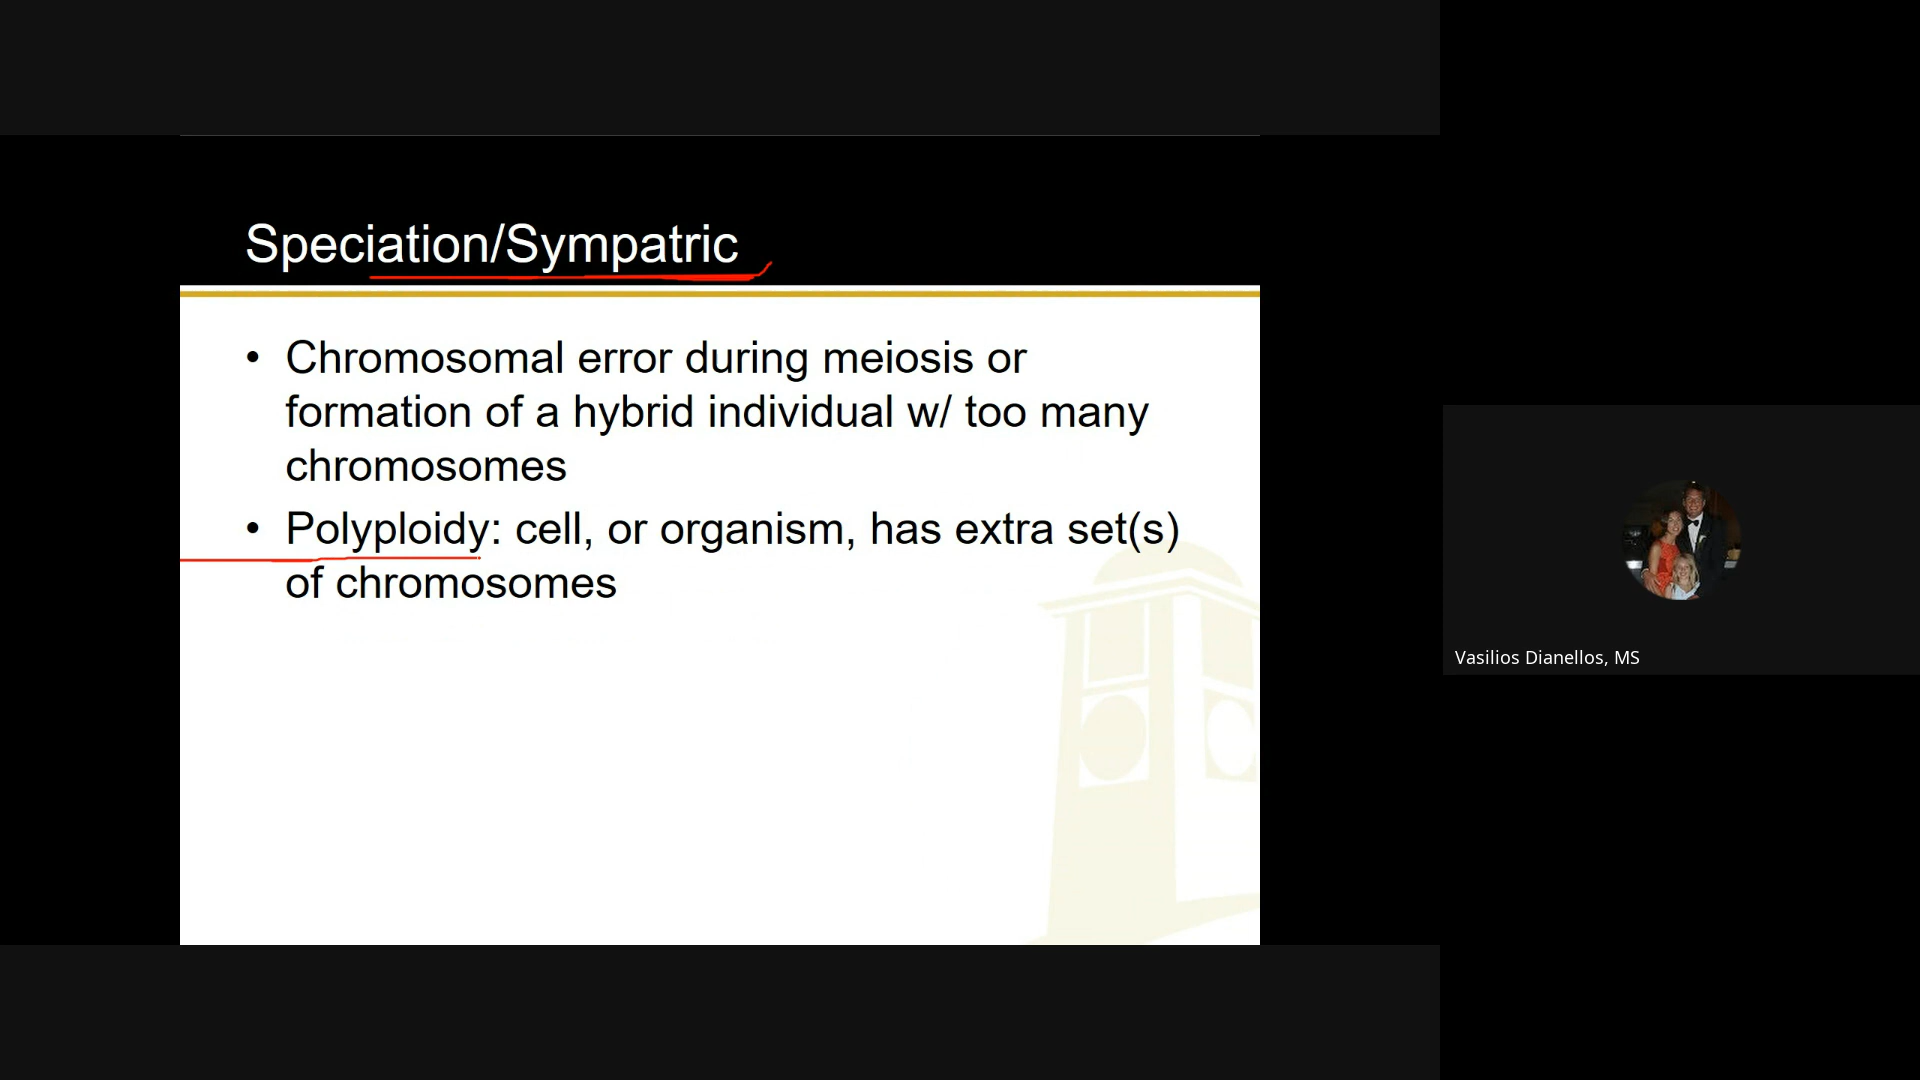 Speciation/Sympatric
• Chromosomal error during meiosis or
formation of a hybrid individual w/ too many
chromosomes
• Polyploidy: cell, or organism, has extra set(s)
of chromosomes
Vasilios Dianellos, MS